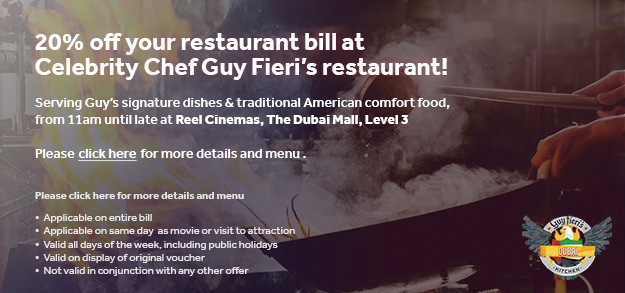 20% off your restaurant bill at
Celebrity Chef Guy Fieri's restaurant!
Serving Guy's signature dishes & traditional American comfort food,
from 11am until late at Reel Cinemas, The Dubai Mall, Level 3
Please click here for more details and menu .
Please click here for more details and menu
• Applicable on entire bill
• Applicable on same day as movie or visit to attraction
• Valid all days of the week, including public holidays
• Valid on display of original voucher
• Not valid in conjunction with any other offer
Guy Fieri's
DUBAI
KITCHEN